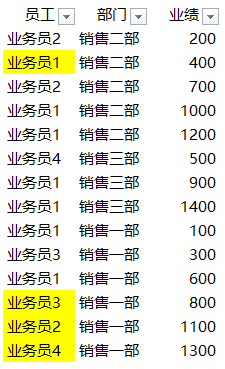 员工 部门 业绩
业务员2 销售二部 200
业务员1 销售二部 400
业务员2 销售二部 700
业务员1 销售二部 1000
业务员1 销售二部 1200
业务员4 销售三部 500
业务员1 销售三部 900
业务员1 销售三部 1400
业务员1 销售一部 100
业务员3 销售一部 300
业务员1 销售一部 600
业务员3 销售一部 800
业务员2 销售一部 1100
业务员4 销售一部 1300